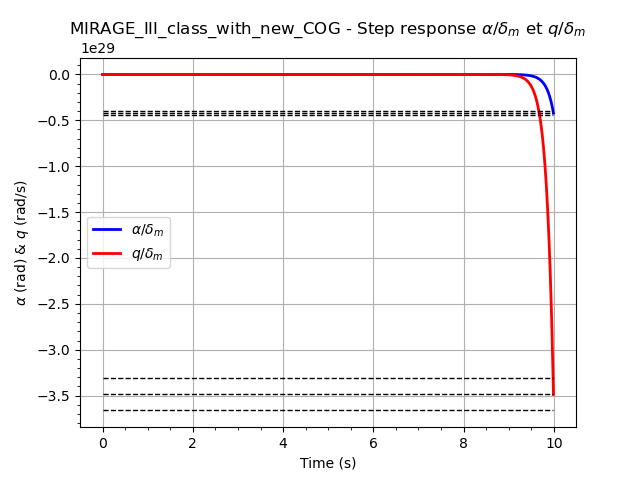 MIRAGE_III_class_with_new_COG - Step response α/δm et q/δm
1e29
0.0
−0.5
−1.0
−1.5
−2.0
−2.5
−3.0
−3.5
α (rad) & q (rad/s)
α/δm
q/δm
0 2 4 6 8 10
Time (s)